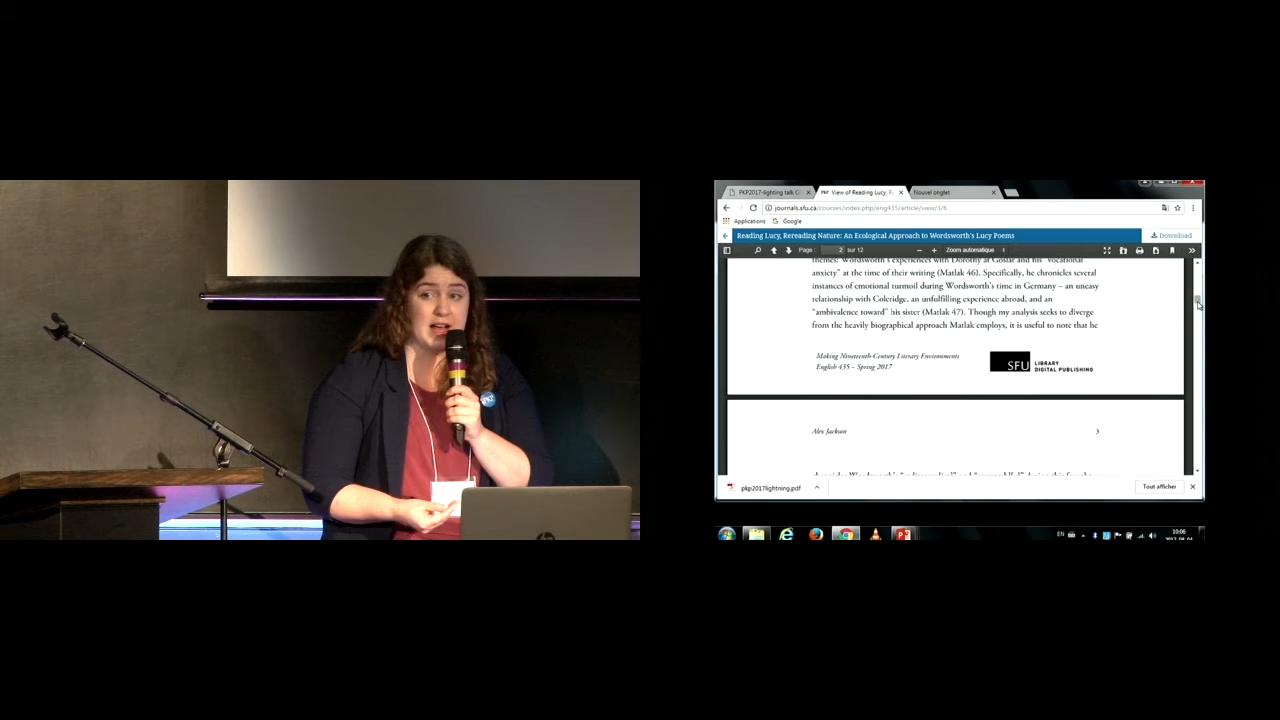 PKP2017-lighting talk
View of Reading Lucy, R
Nouvel onglet
journals.sfu.ca/courses/index.php/eng435/article/view/3/6
Applications
Google
Reading Lucy, Rereading Nature: An Ecological Approach to Wordsworth's Lucy Poems
Download
Page : 2 sur 12
Zoom automatique
themes: Wordsworth's experiences with Dorothy at Goslar and his "vocational
anxiety" at the time of their writing (Matlak 46). Specifically, he chronicles several
instances of emotional turmoil during Wordsworth's time in Germany – an uneasy
relationship with Coleridge, an unfulfilling experience abroad, and an
"ambivalence toward" his sister (Matlak 47). Though my analysis seeks to diverge
from the heavily biographical approach Matlak employs, it is useful to note that he
Making Nineteenth-Century Literary Environments
English 435 – Spring 2017
SFU LIBRARY
DIGITAL PUBLISHING
Alex Jackson
3
pkp2017lightning.pdf
Tout afficher
EN
10:06
PKP
hp